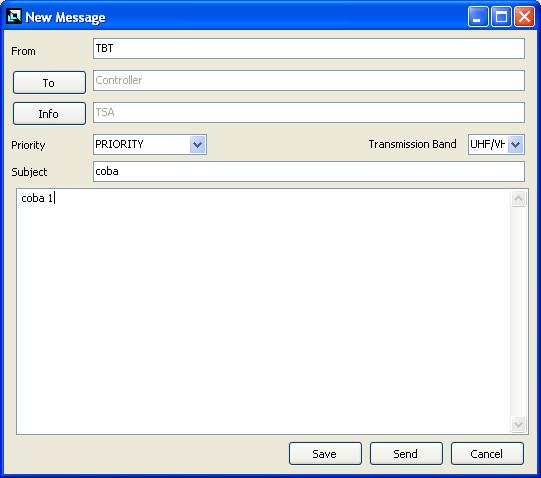 New Message
From TBT
To Controller
Info TSA
Priority PRIORITY Transmission Band UHF/VH
Subject coba
coba 1
Save Send Cancel